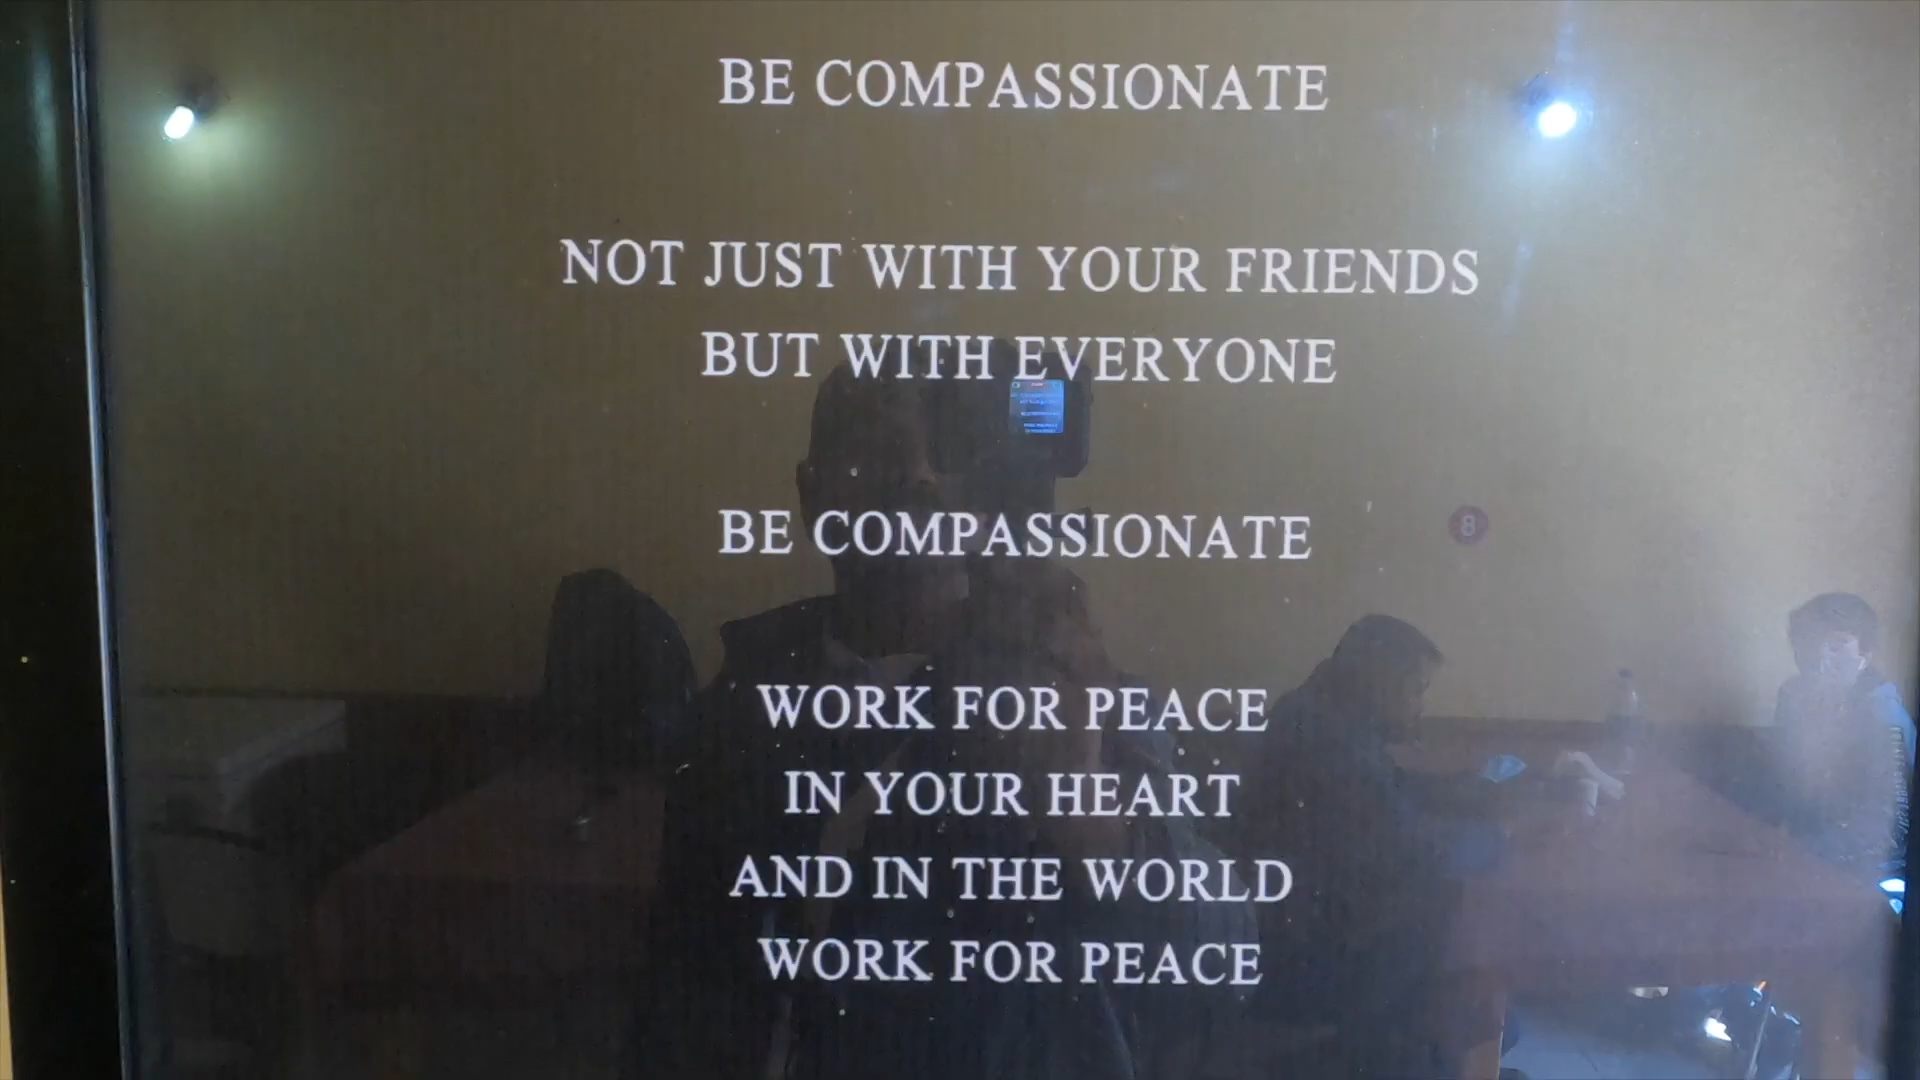 BE COMPASSIONATE
NOT JUST WITH YOUR FRIENDS
BUT WITH EVERYONE
BE COMPASSIONATE
WORK FOR PEACE
IN YOUR HEART
AND IN THE WORLD
WORK FOR PEACE